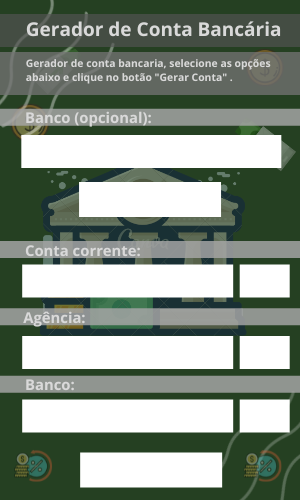 Gerador de Conta Bancária
Gerador de conta bancaria, selecione as opções
abaixo e clique no botão "Gerar Conta" .
Banco (opcional):
Conta corrente:
Agência:
Banco: